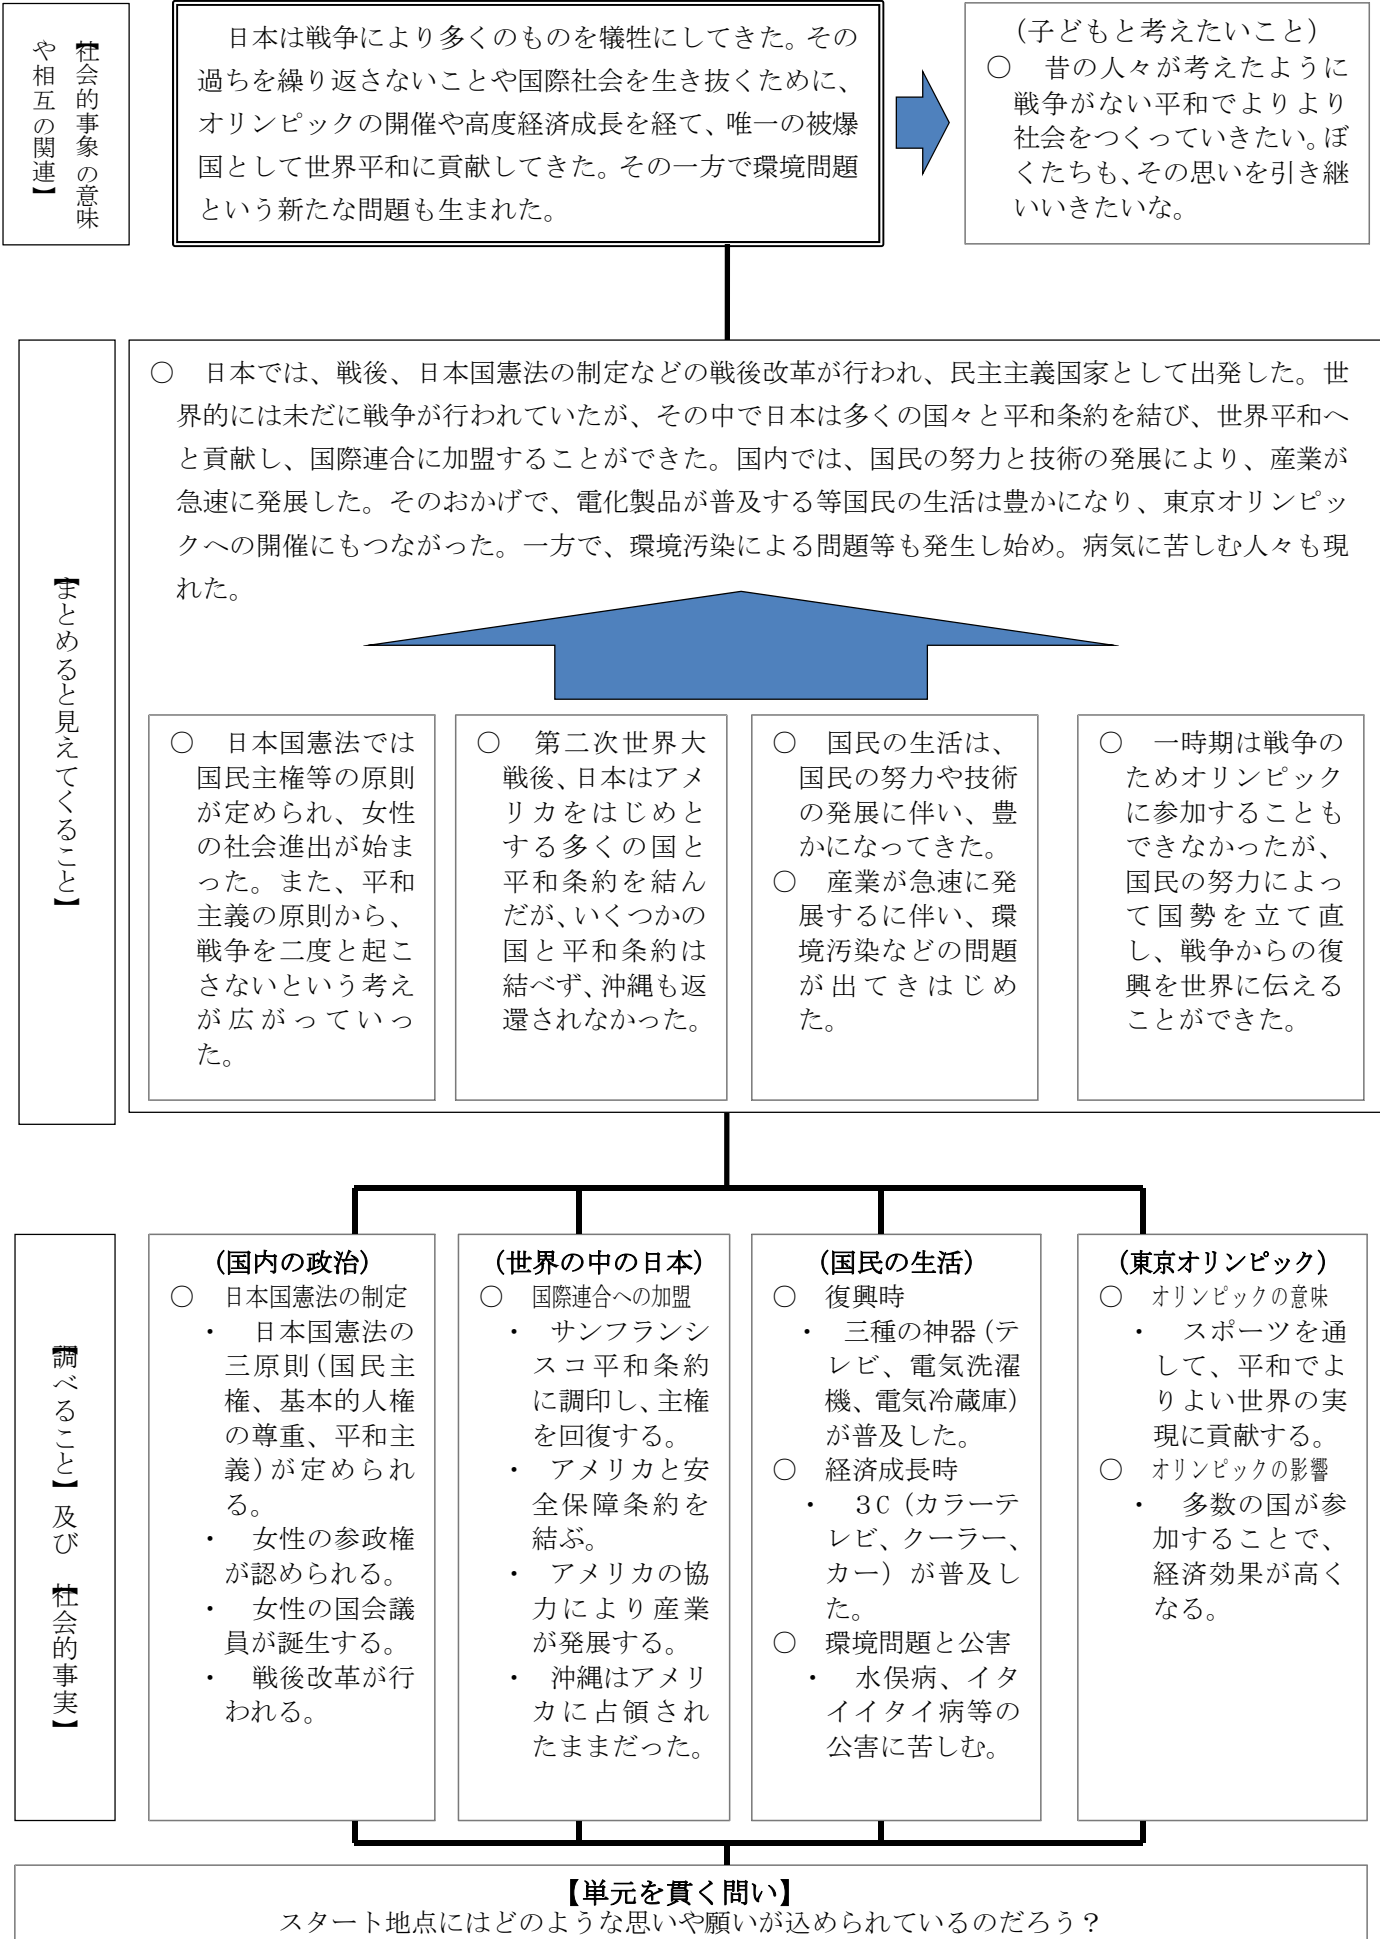 【社会的事象の意味
や相互の関連】
　日本は戦争により多くのものを犠牲にしてきた。その
過ちを繰り返さないことや国際社会を生き抜くために、
オリンピックの開催や高度経済成長を経て、唯一の被爆
国として世界平和に貢献してきた。その一方で環境問題
という新たな問題も生まれた。
(子どもと考えたいこと)
○　昔の人々が考えたように
戦争がない平和でよりより
社会をつくっていきたい。ぼ
くたちも、その思いを引き継
いいきたいな。
【まとめると見えてくること】
○　日本では、戦後、日本国憲法の制定などの戦後改革が行われ、民主主義国家として出発した。世
界的には未だに戦争が行われていたが、その中で日本は多くの国々と平和条約を結び、世界平和へ
と貢献し、国際連合に加盟することができた。国内では、国民の努力と技術の発展により、産業が
急速に発展した。そのおかげで、電化製品が普及する等国民の生活は豊かになり、東京オリンピッ
クへの開催にもつながった。一方で、環境汚染による問題等も発生し始め。病気に苦しむ人々も現
れた。
○　日本国憲法では
国民主権等の原則
が定められ、女性
の社会進出が始ま
った。また、平和
主義の原則から、
戦争を二度と起こ
さないという考え
が広がっていっ
た。
○　第二次世界大
戦後、日本はアメ
リカをはじめと
する多くの国と
平和条約を結ん
だが、いくつかの
国と平和条約は
結べず、沖縄も返
還されなかった。
○　国民の生活は、
国民の努力や技術
の発展に伴い、豊
かになってきた。
○　産業が急速に発
展するに伴い、環
境汚染などの問題
が出てきはじめ
た。
○　一時期は戦争の
ためオリンピック
に参加することも
できなかったが、
国民の努力によっ
て国勢を立て直
し、戦争からの復
興を世界に伝える
ことができた。
【調べること】及び【社会的事実】
(国内の政治)
○　日本国憲法の制定
・　日本国憲法の
三原則(国民主
権、基本的人権
の尊重、平和主
義)が定められ
る。
・　女性の参政権
が認められる。
・　女性の国会議
員が誕生する。
・　戦後改革が行
われる。
(世界の中の日本)
○　国際連合への加盟
・　サンフランシ
スコ平和条約
に調印し、主権
を回復する。
・　アメリカと安
全保障条約を
結ぶ。
・　アメリカの協
力により産業
が発展する。
・　沖縄はアメリ
カに占領され
たままだった。
(国民の生活)
○　復興時
・　三種の神器(テ
レビ、電気洗濯
機、電気冷蔵庫)
が普及した。
○　経済成長時
・　3C（カラーテ
レビ、クーラー、
カー）が普及し
た。
○　環境問題と公害
・　水俣病、イタ
イイタイ病等の
公害に苦しむ。
(東京オリンピック)
○　オリンピックの意味
・　スポーツを通
して、平和でよ
りよい世界の実
現に貢献する。
○　オリンピックの影響
・　多数の国が参
加することで、
経済効果が高く
なる。
【単元を貫く問い】
スタート地点にはどのような思いや願いが込められているのだろう？